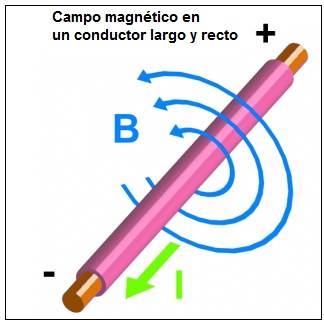 Campo magnético en
un conductor largo y recto
+
B
-
I